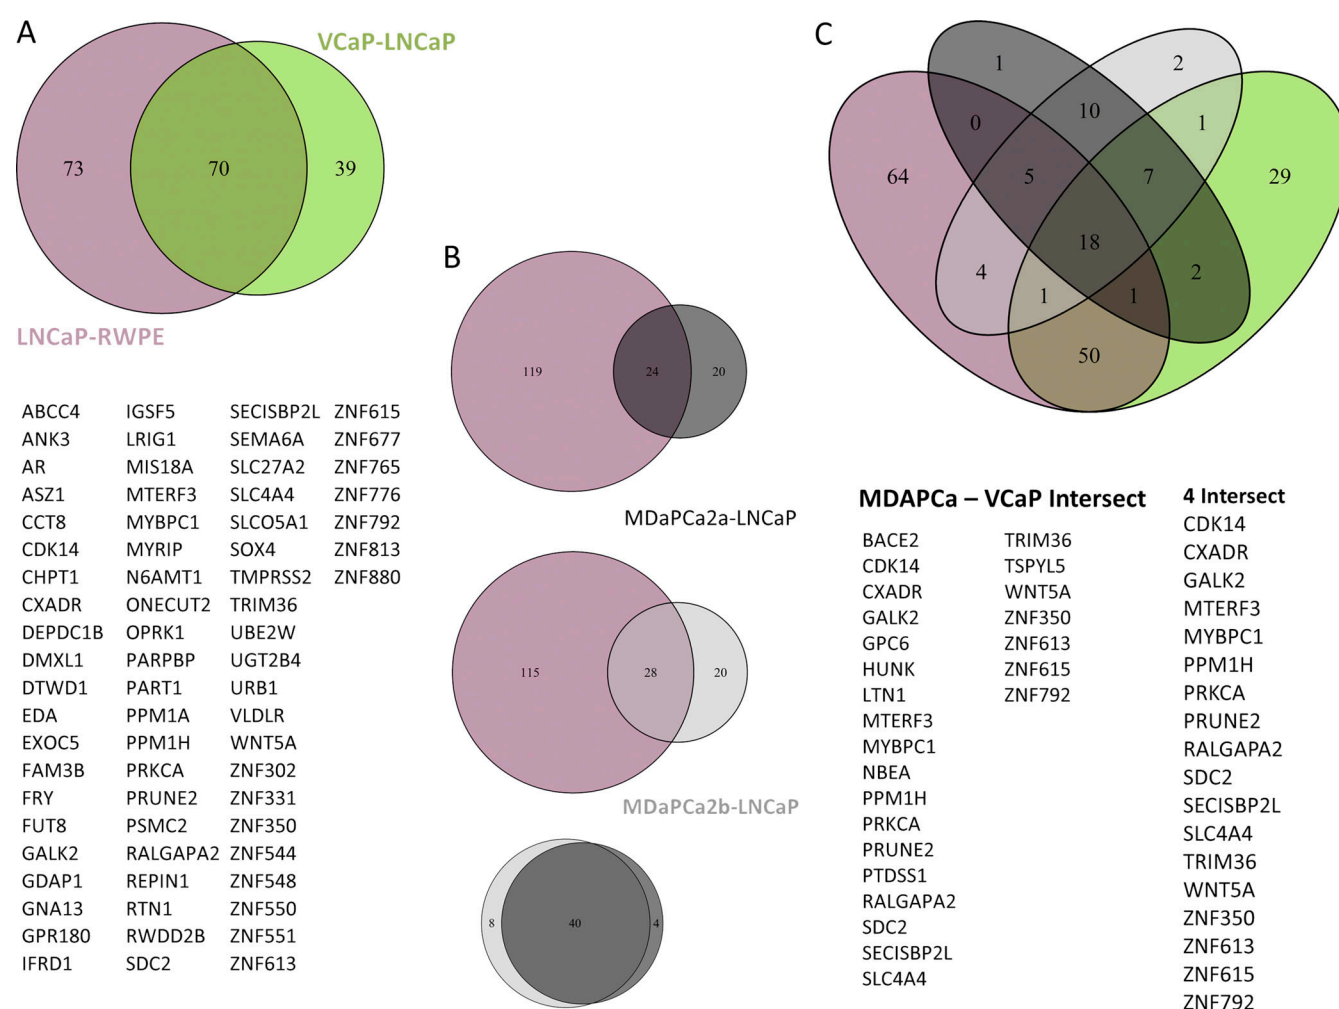 A
VCaP-LNCaP
73
70
39
LNCaP-RWPE
ABCC4 IGSF5 SECISBP2L ZNF615
ANK3 LRIG1 SEMA6A ZNF677
AR MIS18A SLC27A2 ZNF765
ASZ1 MTERF3 SLC4A4 ZNF776
CCT8 MYBPC1 SLCO5A1 ZNF792
CDK14 MYRIP SOX4 ZNF813
CHPT1 N6AMT1 TMPRSS2 ZNF880
CXADR ONECUT2 TRIM36
DEPDC1B OPRK1 UBE2W
DMXL1 PARPBP UGT2B4
DTWD1 PART1 URB1
EDA PPM1A VLDLR
EXOC5 PPM1H WNT5A
FAM3B PRKCA ZNF302
FRY PRUNE2 ZNF331
FUT8 PSMC2 ZNF350
GALK2 RALGAPA2 ZNF544
GDAP1 REPIN1 ZNF548
GNA13 RTN1 ZNF550
GPR180 RWDD2B ZNF551
IFRD1 SDC2 ZNF613
B
119
24
20
MDaPCa2a-LNCaP
115
28
20
MDaPCa2b-LNCaP
8
40
4
C
1
2
0
10
1
64
5
7
29
18
4
2
1
1
50
MDAPCa – VCaP Intersect
BACE2 TRIM36
CDK14 TSPYL5
CXADR WNT5A
GALK2 ZNF350
GPC6 ZNF613
HUNK ZNF615
LTN1 ZNF792
MTERF3
MYBPC1
NBEA
PPM1H
PRKCA
PRUNE2
PTDSS1
RALGAPA2
SDC2
SECISBP2L
SLC4A4
4 Intersect
CDK14
CXADR
GALK2
MTERF3
MYBPC1
PPM1H
PRKCA
PRUNE2
RALGAPA2
SDC2
SECISBP2L
SLC4A4
TRIM36
WNT5A
ZNF350
ZNF613
ZNF615
ZNF792